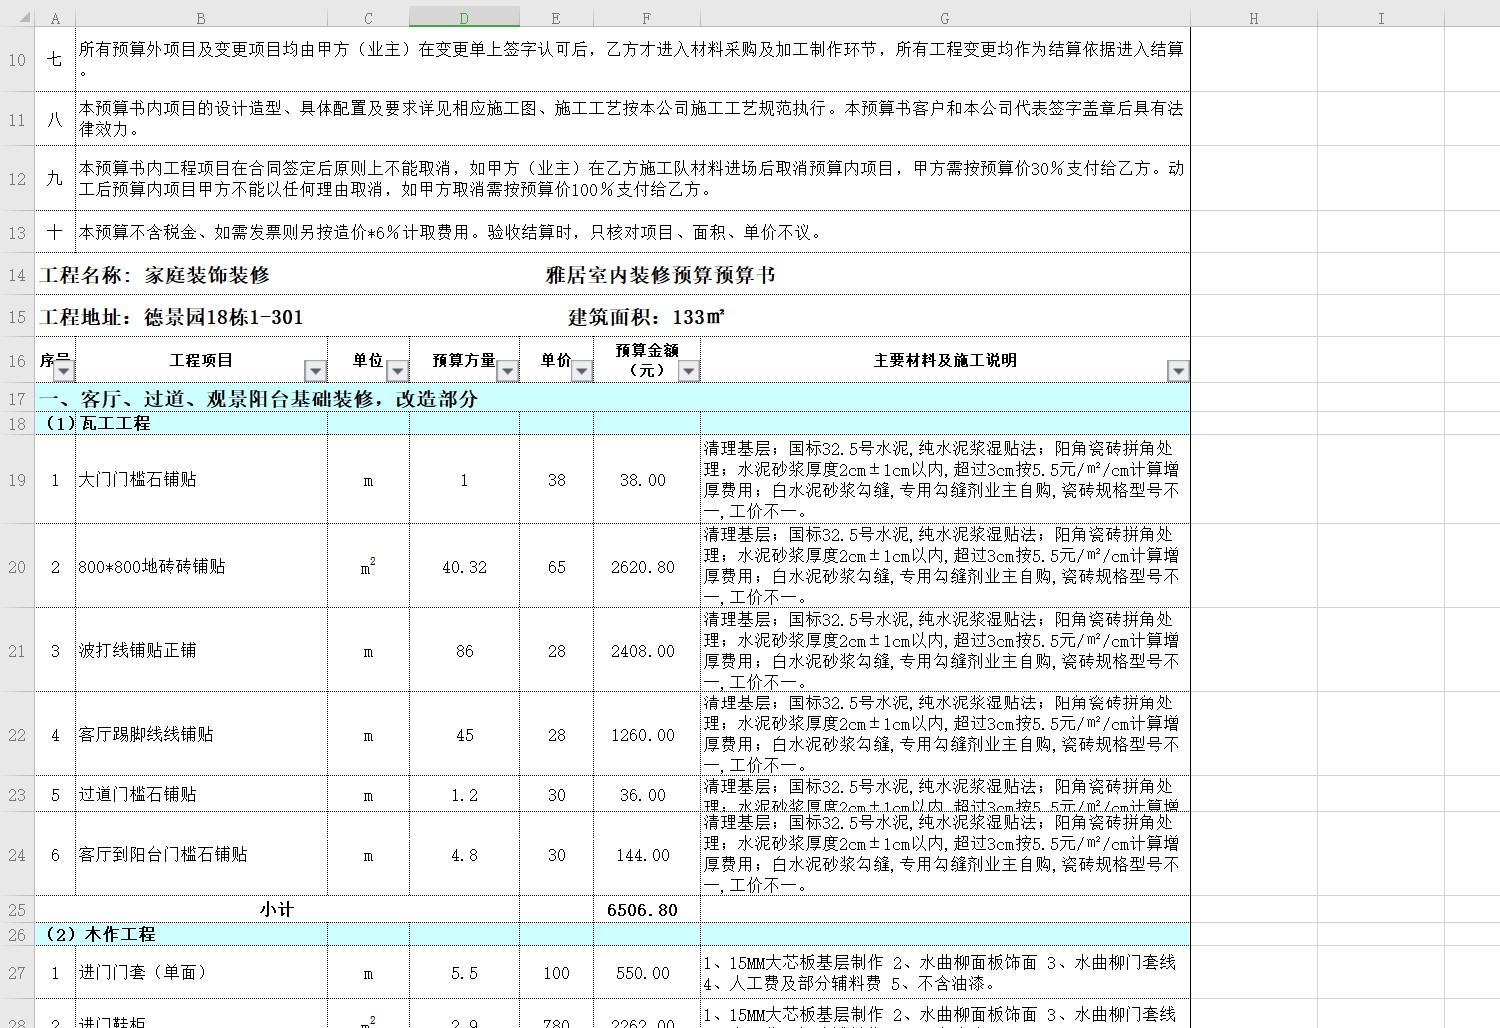 A B C D E F G H I
10 七 所有预算外项目及变更项目均由甲方（业主）在变更单上签字认可后，乙方才进入材料采购及加工制作环节，所有工程变更均作为结算依据进入结算
。
11 八 本预算书内项目的设计造型、具体配置及要求详见相应施工图、施工工艺按本公司施工工艺规范执行。本预算书客户和本公司代表签字盖章后具有法
律效力。
12 九 本预算书内工程项目在合同签定后原则上不能取消，如甲方（业主）在乙方施工队材料进场后取消预算内项目，甲方需按预算价30%支付给乙方。动
工后预算内项目甲方不能以任何理由取消，如甲方取消需按预算价100%支付给乙方。
13 十 本预算不含税金、如需发票则另按造价*6%计取费用。验收结算时，只核对项目、面积、单价不议。
14 工程名称：家庭装饰装修 雅居室内装修预算预算书
15 工程地址：德景园18栋1-301 建筑面积：133㎡
16 序号 工程项目 单位 预算方量 单价 预算金额
（元） 主要材料及施工说明
17 一、客厅、过道、观景阳台基础装修，改造部分
18 （1）瓦工工程
19 1 大门门槛石铺贴 m 1 38 38.00 清理基层；国标32.5号水泥,纯水泥浆湿贴法；阳角瓷砖拼角处
理；水泥砂浆厚度2cm±1cm以内,超过3cm按5.5元/㎡/cm计算增
厚费用；白水泥砂浆勾缝,专用勾缝剂业主自购,瓷砖规格型号不
一,工价不一。
20 2 800*800地砖砖铺贴 m² 40.32 65 2620.80 清理基层；国标32.5号水泥,纯水泥浆湿贴法；阳角瓷砖拼角处
理；水泥砂浆厚度2cm±1cm以内,超过3cm按5.5元/㎡/cm计算增
厚费用；白水泥砂浆勾缝,专用勾缝剂业主自购,瓷砖规格型号不
一,工价不一。
21 3 波打线铺贴正铺 m 86 28 2408.00 清理基层；国标32.5号水泥,纯水泥浆湿贴法；阳角瓷砖拼角处
理；水泥砂浆厚度2cm±1cm以内,超过3cm按5.5元/㎡/cm计算增
厚费用；白水泥砂浆勾缝,专用勾缝剂业主自购,瓷砖规格型号不
一,工价不一。
22 4 客厅踢脚线线铺贴 m 45 28 1260.00 清理基层；国标32.5号水泥,纯水泥浆湿贴法；阳角瓷砖拼角处
理；水泥砂浆厚度2cm±1cm以内,超过3cm按5.5元/㎡/cm计算增
厚费用；白水泥砂浆勾缝,专用勾缝剂业主自购,瓷砖规格型号不
一,工价不一。
23 5 过道门槛石铺贴 m 1.2 30 36.00 清理基层；国标32.5号水泥,纯水泥浆湿贴法；阳角瓷砖拼角处
理；水泥砂浆厚度2cm±1cm以内,超过3cm按5.5元/㎡/cm计算增
24 6 客厅到阳台门槛石铺贴 m 4.8 30 144.00 清理基层；国标32.5号水泥,纯水泥浆湿贴法；阳角瓷砖拼角处
理；水泥砂浆厚度2cm±1cm以内,超过3cm按5.5元/㎡/cm计算增
厚费用；白水泥砂浆勾缝,专用勾缝剂业主自购,瓷砖规格型号不
一,工价不一。
25 小计 6506.80
26 （2）木作工程
27 1 进门门套（单面） m 5.5 100 550.00 1、15MM大芯板基层制作 2、水曲柳面板饰面 3、水曲柳门套线
4、人工费及部分辅料费 5、不含油漆。
28 2 进门鞋柜 m² 2.9 780 2262.00 1、15MM大芯板基层制作 2、水曲柳面板饰面 3、水曲柳门套线